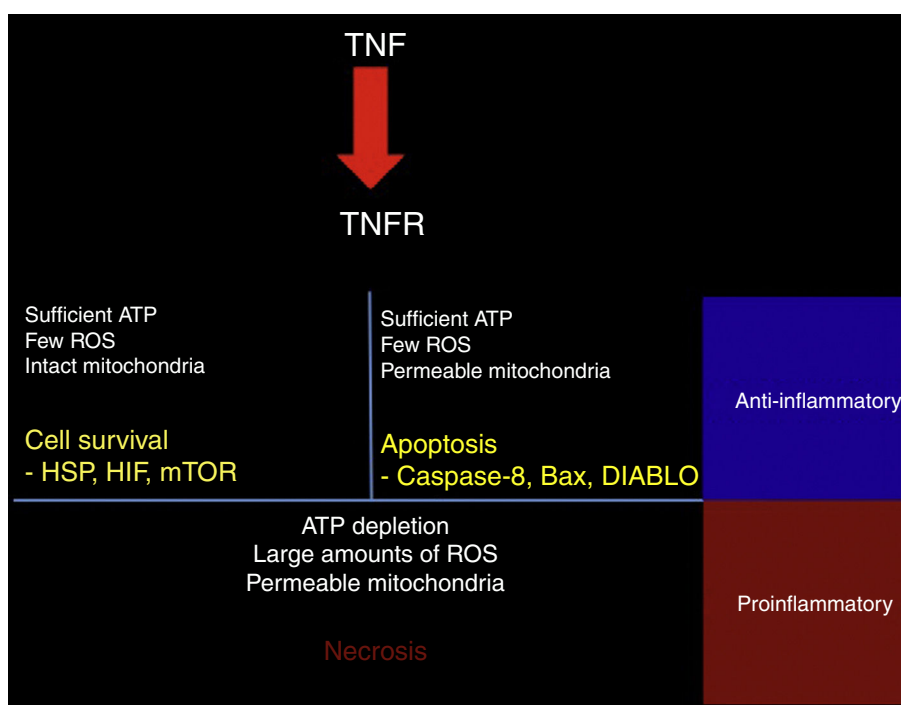 TNF
TNFR
Sufficient ATP
Few ROS
Intact mitochondria
Cell survival
- HSP, HIF, mTOR
Sufficient ATP
Few ROS
Permeable mitochondria
Apoptosis
- Caspase-8, Bax, DIABLO
Anti-inflammatory
ATP depletion
Large amounts of ROS
Permeable mitochondria
Necrosis
Proinflammatory